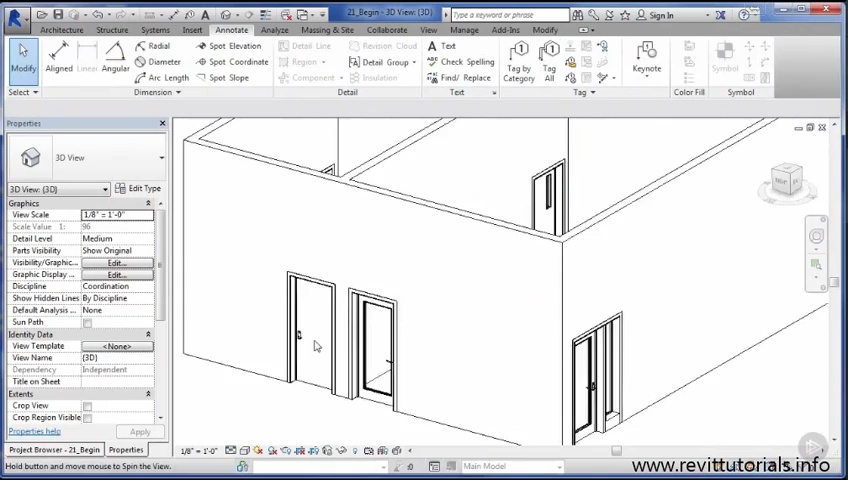 21_Begin - 3D View: {3D}
Type a keyword or phrase
Sign In
Architecture Structure Systems Insert Annotate Analyze Massing & Site Collaborate View Manage Add-Ins Modify
Modify
Select
Aligned
Linear
Angular
Radial
Diameter
Arc Length
Spot Elevation
Spot Coordinate
Spot Slope
Dimension
Detail Line
Region
Component
Revision Cloud
Detail Group
Insulation
Detail
A Text
Check Spelling
Find/ Replace
Text
Tag by Category
Tag All
Tag
Keynote
Color Fill
Symbol
Symbol
Properties
3D View
3D View: {3D}
Edit Type
Graphics
View Scale 1/8" = 1'-0"
Scale Value 1: 96
Detail Level Medium
Parts Visibility Show Original
Visibility/Graphic... Edit...
Graphic Display ... Edit...
Discipline Coordination
Show Hidden Lines By Discipline
Default Analysis ... None
Sun Path
Identity Data
View Template <None>
View Name {3D}
Dependency Independent
Title on Sheet
Extents
Crop View
Crop Region Visible
Properties help
Apply
Project Browser - 21_Begin
Properties
1/8" = 1'-0"
Hold button and move mouse to Spin the View.
:0
Main Model
www.revittutorials.info